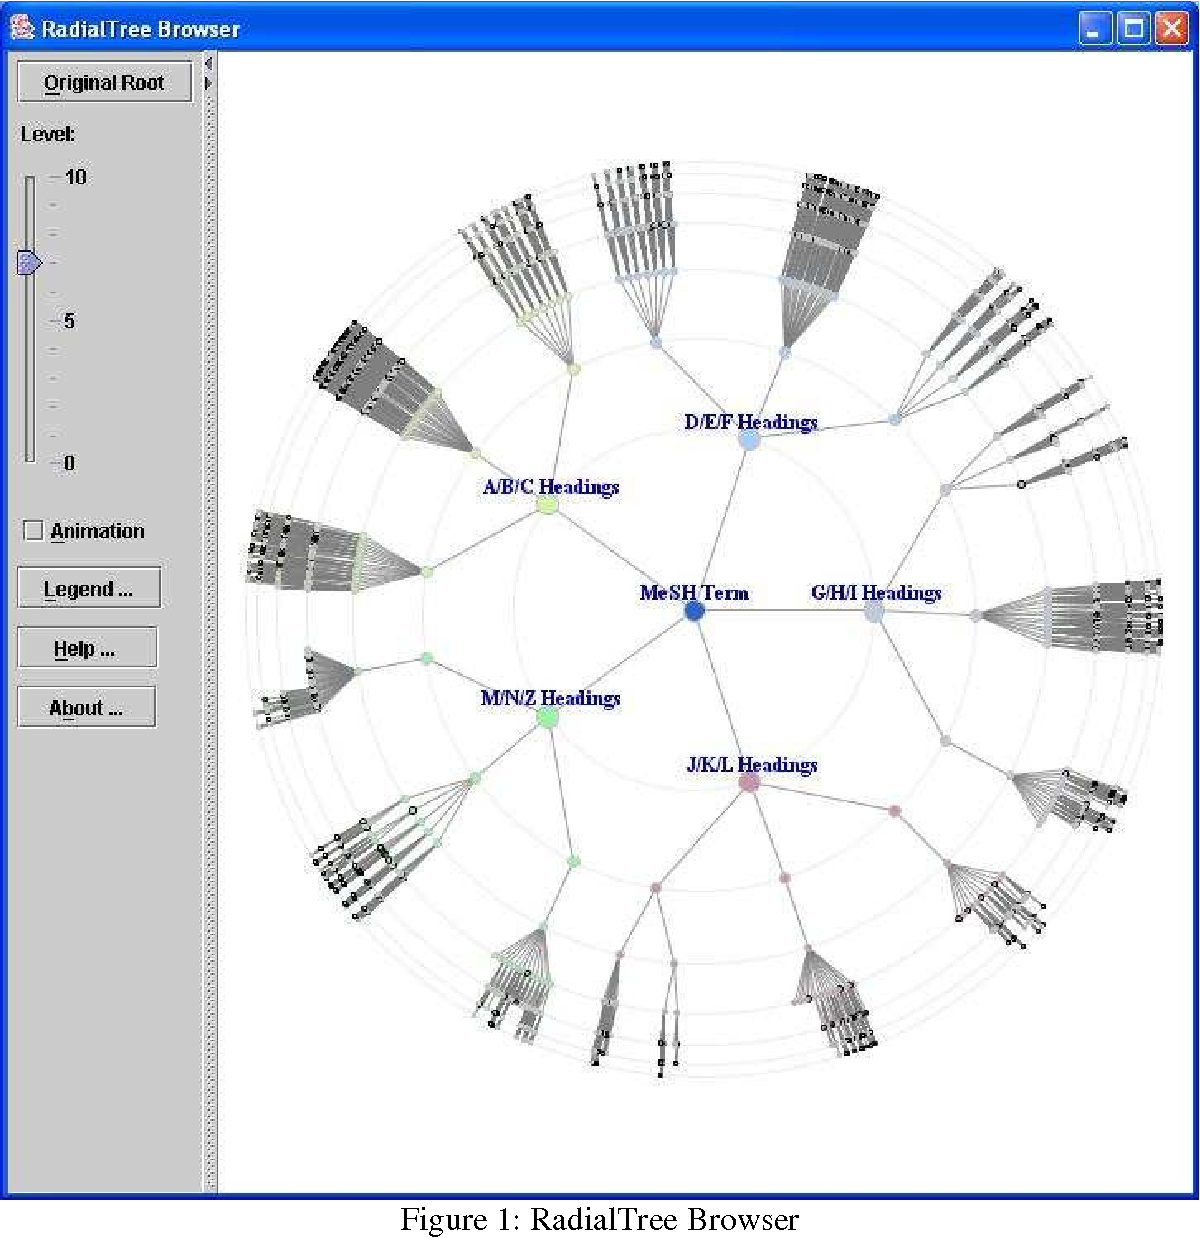 RadialTree Browser
Original Root
Level:
10
5
0
Animation
Legend ...
Help ...
About ...
D/E/F Headings
A/B/C Headings
MeSH Term
G/H/I Headings
M/N/Z Headings
J/K/L Headings
Figure 1: RadialTree Browser